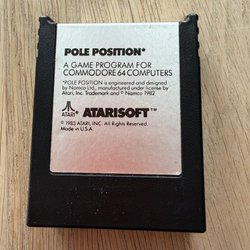 POLE POSITION*
A GAME PROGRAM FOR
COMMODORE 64 COMPUTERS
*POLE POSITION is engineered and designed
by Namco Ltd., manufactured under license by
Atari, Inc. Trademark and © Namco 1982
ATARI® ATARISOFT™
© 1983 ATARI, INC. All Rights Reserved.
Made in U.S.A.